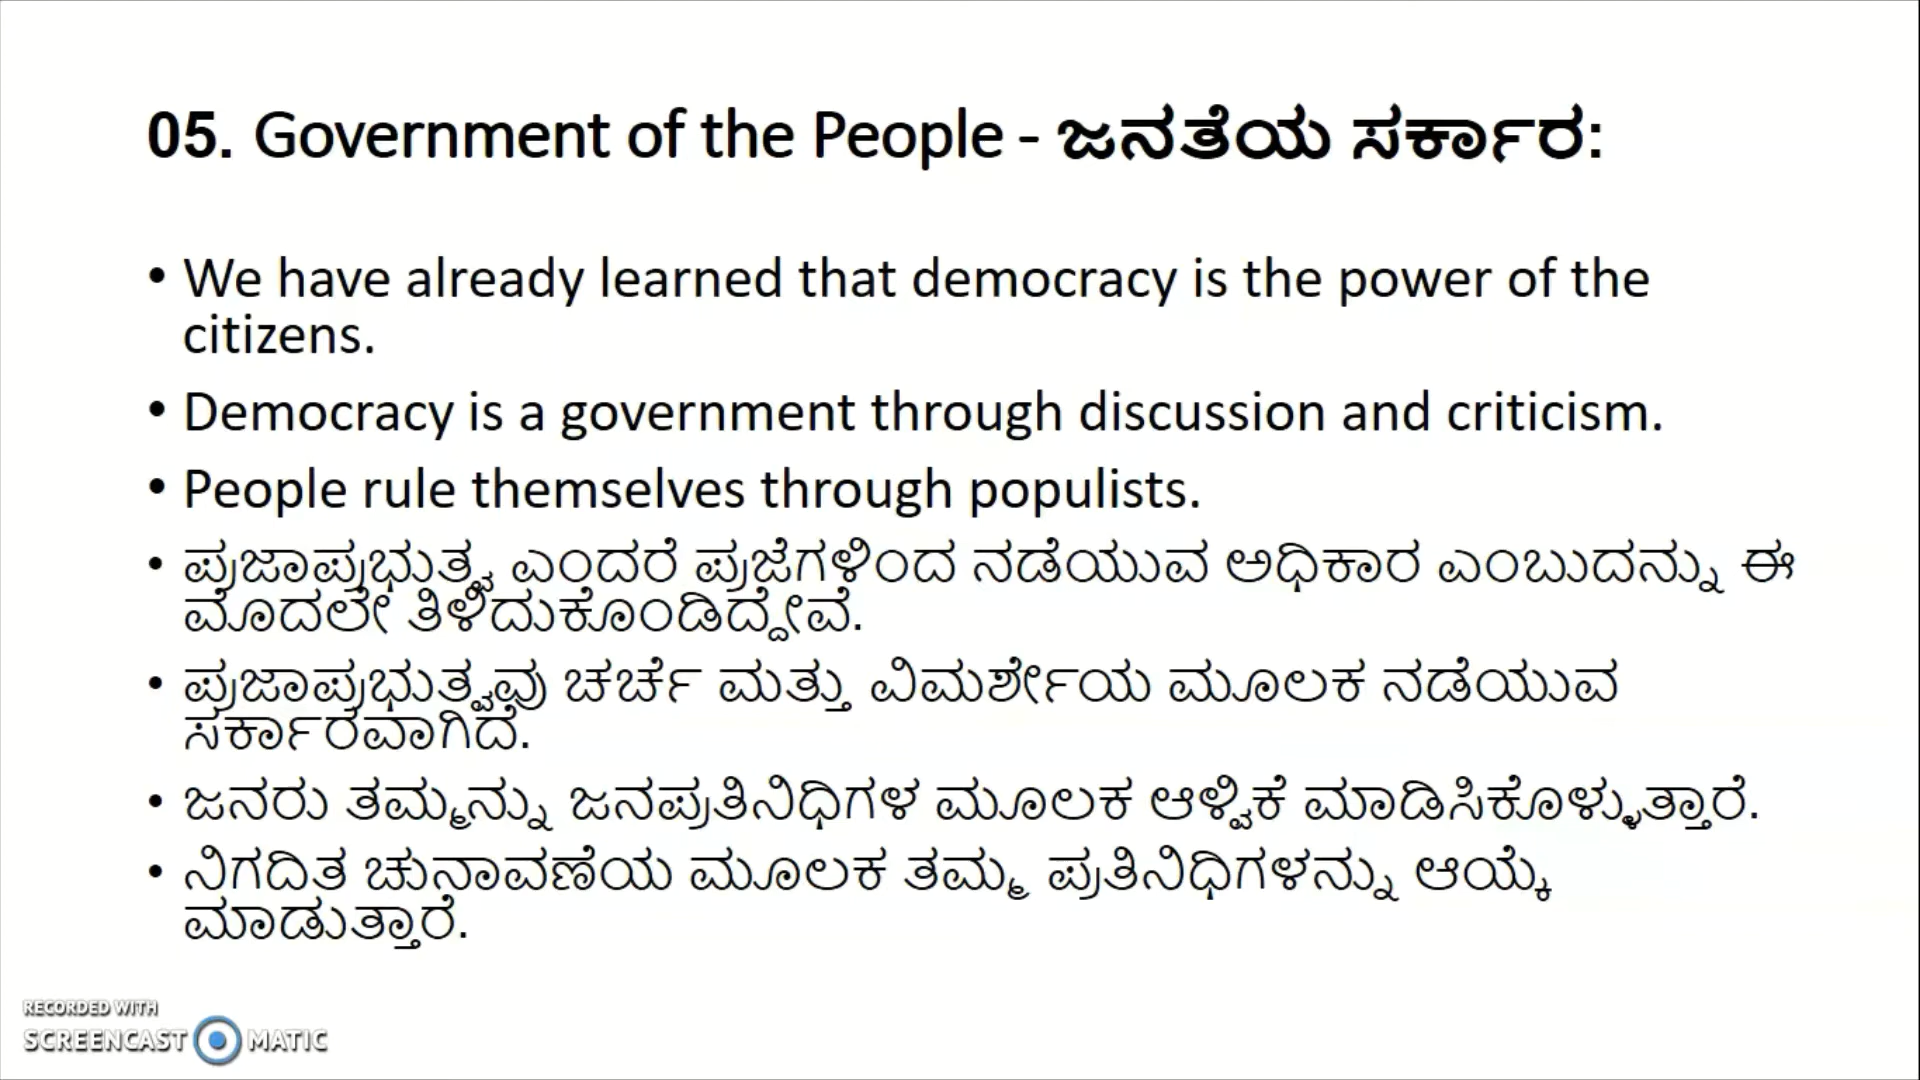 05. Government of the People - ಜನತೆಯ ಸರ್ಕಾರ:
• We have already learned that democracy is the power of the
citizens.
• Democracy is a government through discussion and criticism.
• People rule themselves through populists.
• ಪ್ರಜಾಪ್ರಭುತ್ವ ಎಂದರೆ ಪ್ರಜೆಗಳಿಂದ ನಡೆಯುವ ಅಧಿಕಾರ ಎಂಬುದನ್ನು ಈ
ಮೊದಲೇ ತಿಳಿದುಕೊಂಡಿದ್ದೇವೆ.
• ಪ್ರಜಾಪ್ರಭುತ್ವವು ಚರ್ಚೆ ಮತ್ತು ವಿಮರ್ಶೇಯ ಮೂಲಕ ನಡೆಯುವ
ಸರ್ಕಾರವಾಗಿದೆ.
• ಜನರು ತಮ್ಮನ್ನು ಜನಪ್ರತಿನಿಧಿಗಳ ಮೂಲಕ ಆಳ್ವಿಕೆ ಮಾಡಿಸಿಕೊಳ್ಳುತ್ತಾರೆ.
• ನಿಗದಿತ ಚುನಾವಣೆಯ ಮೂಲಕ ತಮ್ಮ ಪ್ರತಿನಿಧಿಗಳನ್ನು ಆಯ್ಕೆ
ಮಾಡುತ್ತಾರೆ.
RECORDED WITH
SCREENCAST MATIC